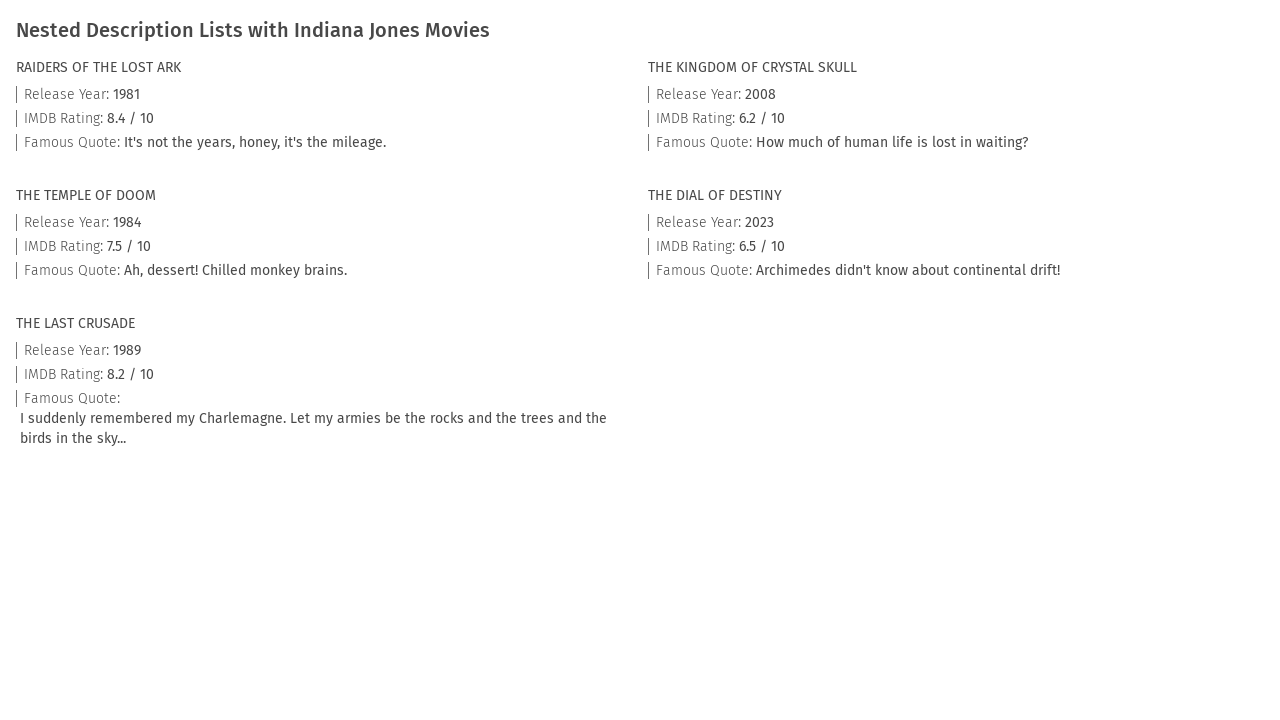 Nested Description Lists with Indiana Jones Movies
RAIDERS OF THE LOST ARK
Release Year: 1981
IMDB Rating: 8.4 / 10
Famous Quote: It's not the years, honey, it's the mileage.
THE TEMPLE OF DOOM
Release Year: 1984
IMDB Rating: 7.5 / 10
Famous Quote: Ah, dessert! Chilled monkey brains.
THE LAST CRUSADE
Release Year: 1989
IMDB Rating: 8.2 / 10
Famous Quote:
I suddenly remembered my Charlemagne. Let my armies be the rocks and the trees and the
birds in the sky...
THE KINGDOM OF CRYSTAL SKULL
Release Year: 2008
IMDB Rating: 6.2 / 10
Famous Quote: How much of human life is lost in waiting?
THE DIAL OF DESTINY
Release Year: 2023
IMDB Rating: 6.5 / 10
Famous Quote: Archimedes didn't know about continental drift!